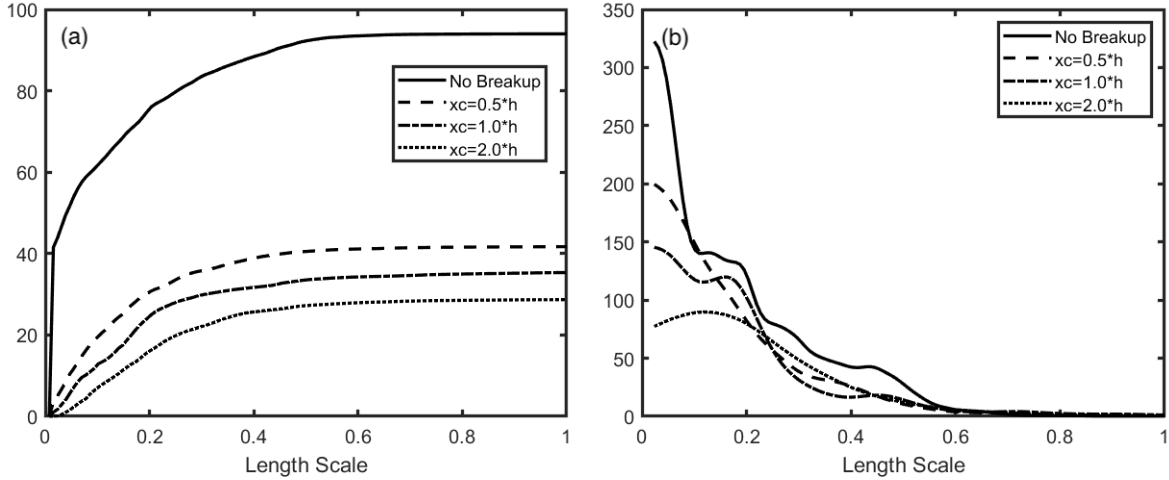 (a)
100
80
60
40
20
0
No Breakup
xc=0.5*h
xc=1.0*h
xc=2.0*h
0 0.2 0.4 0.6 0.8 1
Length Scale
(b)
350
300
250
200
150
100
50
0
No Breakup
xc=0.5*h
xc=1.0*h
xc=2.0*h
0 0.2 0.4 0.6 0.8 1
Length Scale